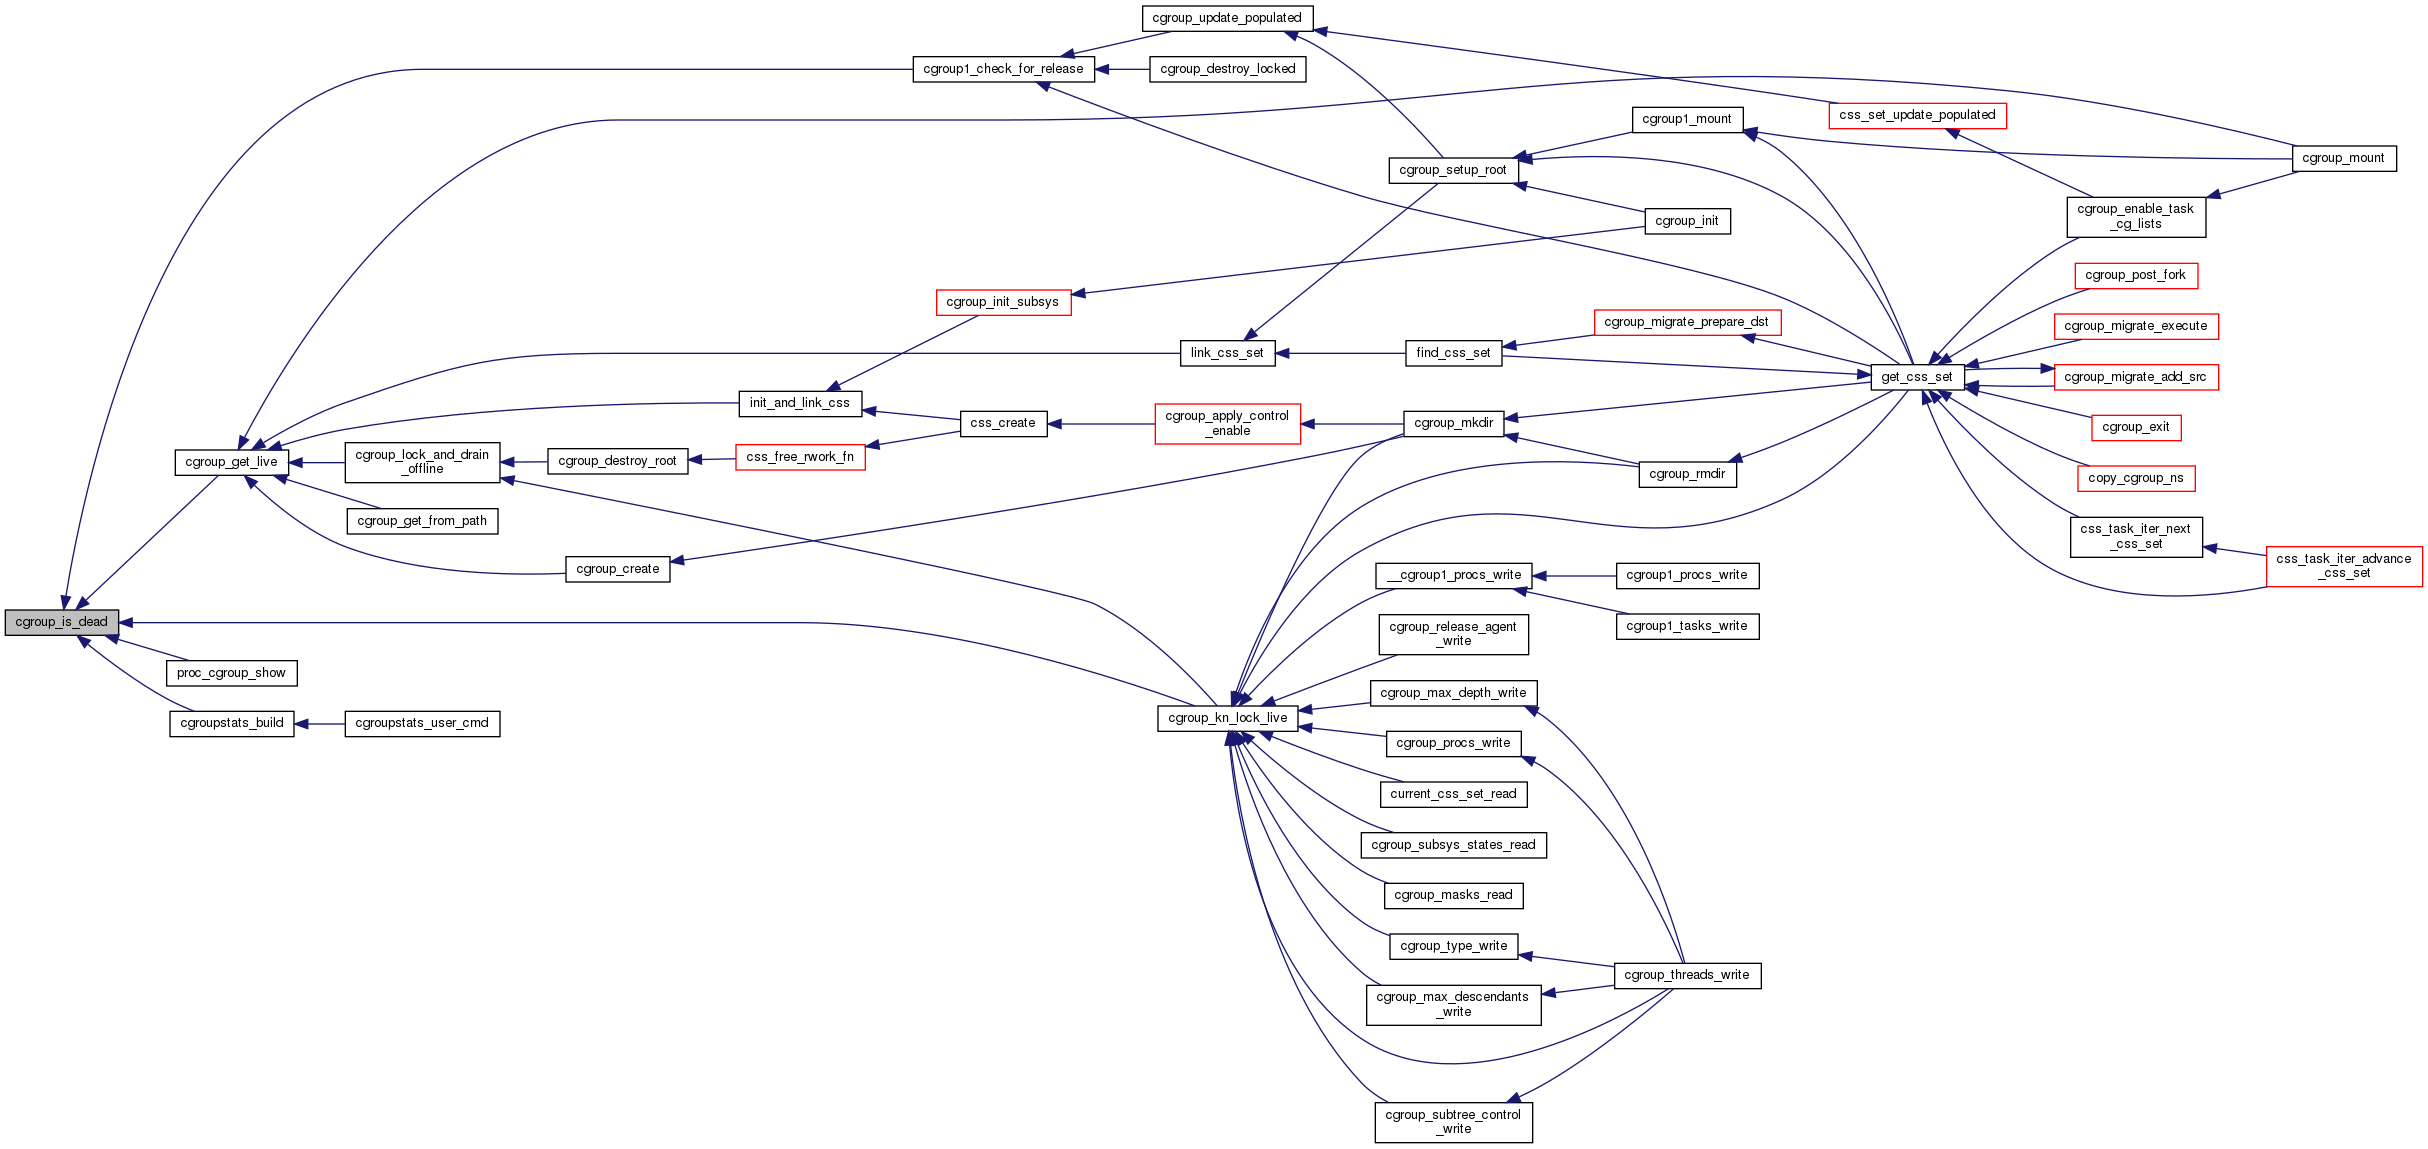 cgroup_update_populated
cgroup1_check_for_release
cgroup_destroy_locked
css_set_update_populated
cgroup1_mount
cgroup_mount
cgroup_setup_root
cgroup_enable_task
_cg_lists
cgroup_init
cgroup_post_fork
cgroup_init_subsys
cgroup_migrate_prepare_dst
cgroup_migrate_execute
link_css_set
find_css_set
get_css_set
cgroup_migrate_add_src
init_and_link_css
css_create
cgroup_apply_control
_enable
cgroup_mkdir
cgroup_exit
cgroup_get_live
cgroup_lock_and_drain
_offline
cgroup_destroy_root
css_free_rwork_fn
cgroup_rmdir
copy_cgroup_ns
cgroup_get_from_path
css_task_iter_next
_css_set
css_task_iter_advance
_css_set
cgroup_create
__cgroup1_procs_write
cgroup1_procs_write
cgroup_is_dead
cgroup_release_agent
_write
cgroup1_tasks_write
proc_cgroup_show
cgroup_max_depth_write
cgroupstats_build
cgroupstats_user_cmd
cgroup_kn_lock_live
cgroup_procs_write
current_css_set_read
cgroup_subsys_states_read
cgroup_masks_read
cgroup_type_write
cgroup_threads_write
cgroup_max_descendants
_write
cgroup_subtree_control
_write